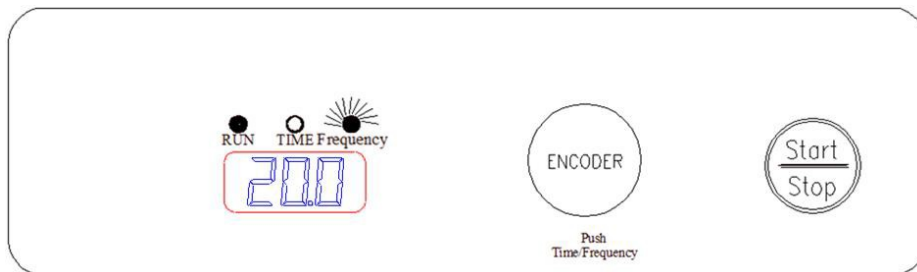 RUN TIME Frequency
20.0
ENCODER
Push
Time/Frequency
Start
Stop